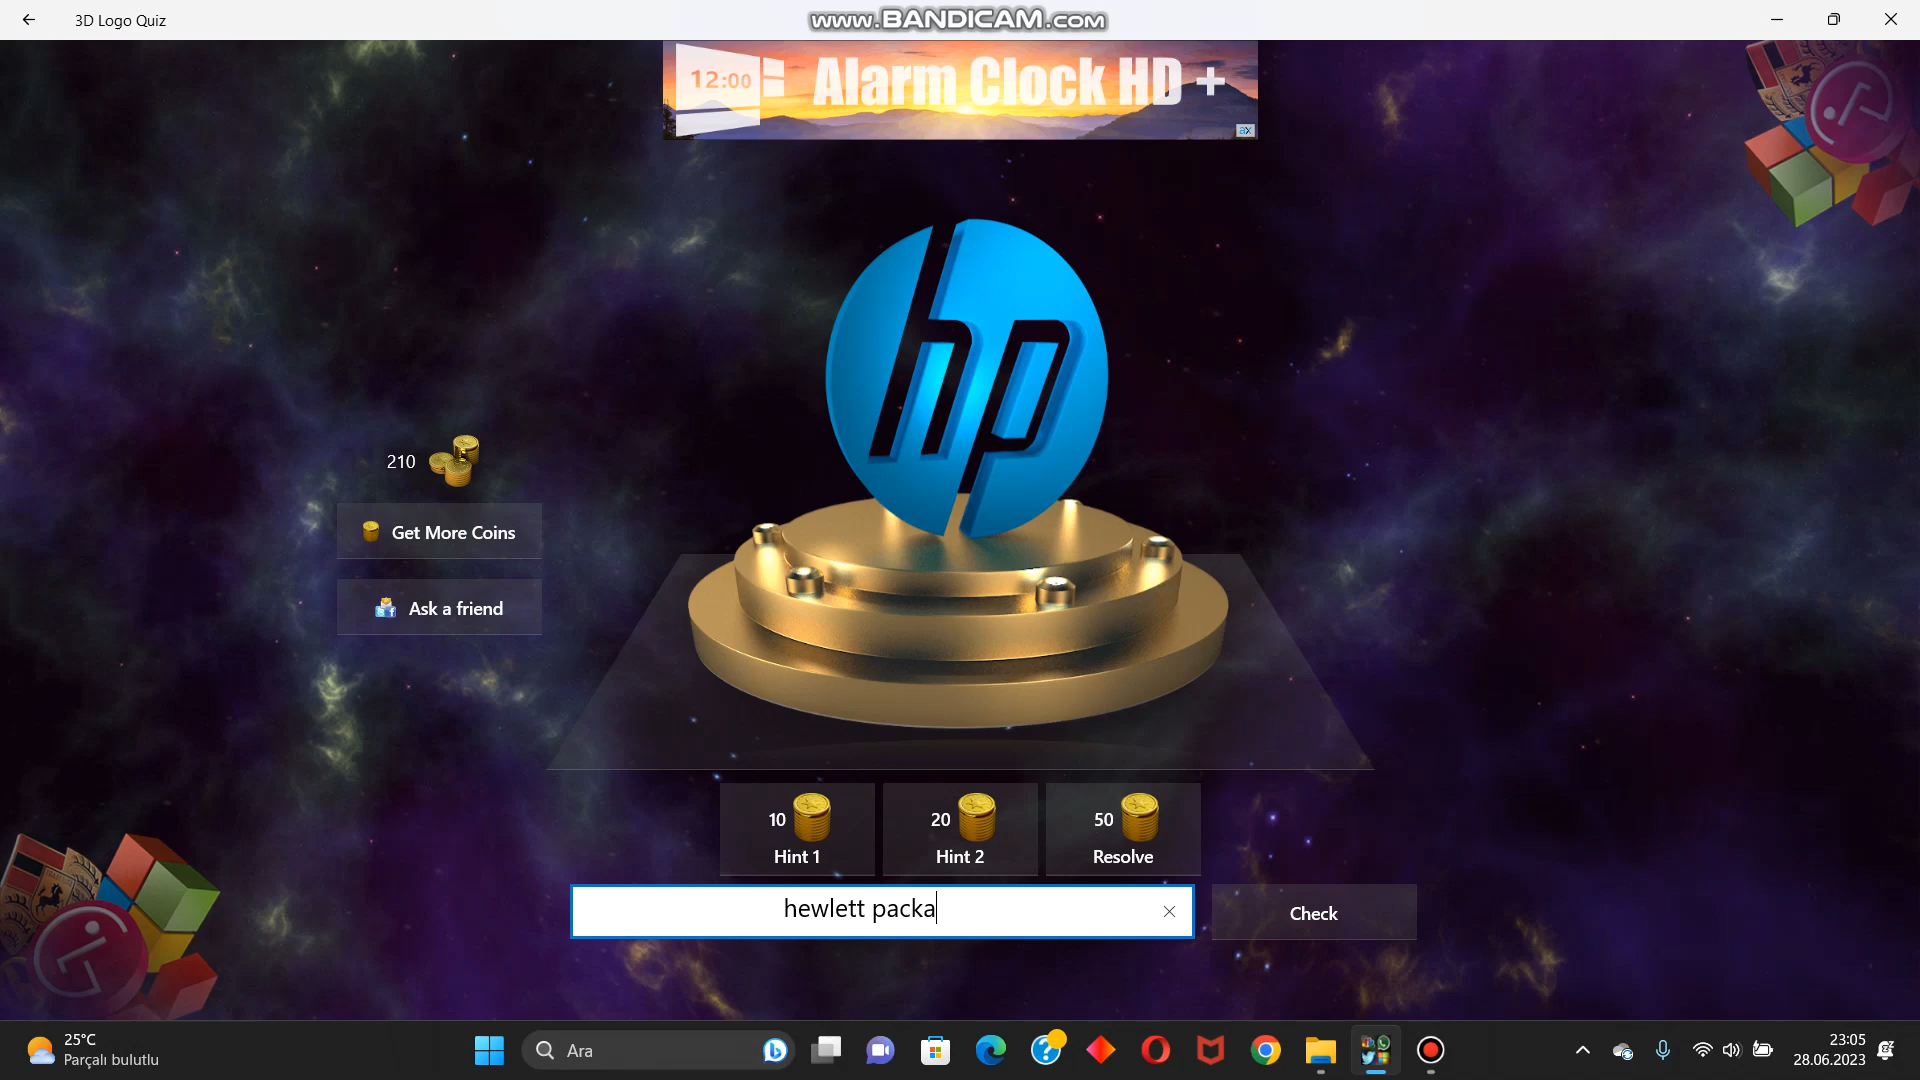 3D Logo Quiz
www.BANDICAM.com
12:00
Alarm Clock HD +
hp
210
Get More Coins
Ask a friend
10
Hint 1
20
Hint 2
50
Resolve
hewlett packa
Check
25°C
Parçalı bulutlu
Ara
23:05
28.06.2023